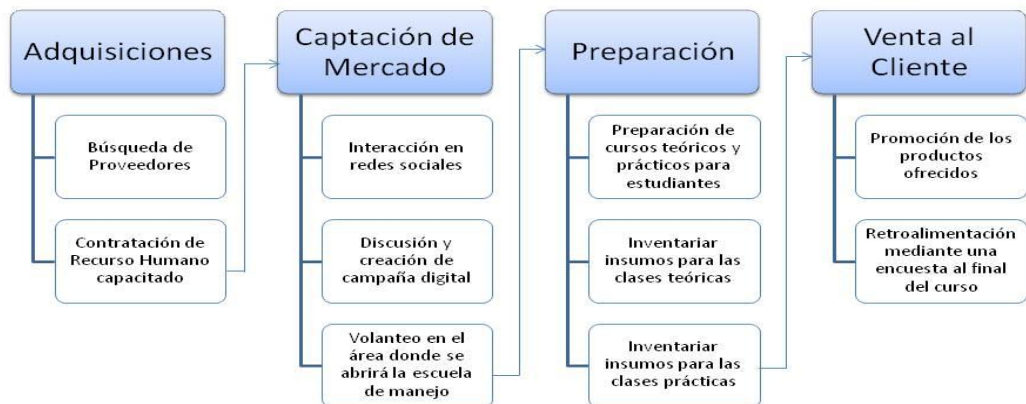 Adquisiciones
Búsqueda de
Proveedores
Contratación de
Recurso Humano
capacitado
Captación de
Mercado
Interacción en
redes sociales
Discusión y
creación de
campaña digital
Volanteo en el
área donde se
abrirá la escuela
de manejo
Preparación
Preparación de
cursos teóricos y
prácticos para
estudiantes
Inventariar
insumos para las
clases teóricas
Inventariar
insumos para las
clases prácticas
Venta al
Cliente
Promoción de los
productos
ofrecidos
Retroalimentación
mediante una
encuesta al final
del curso